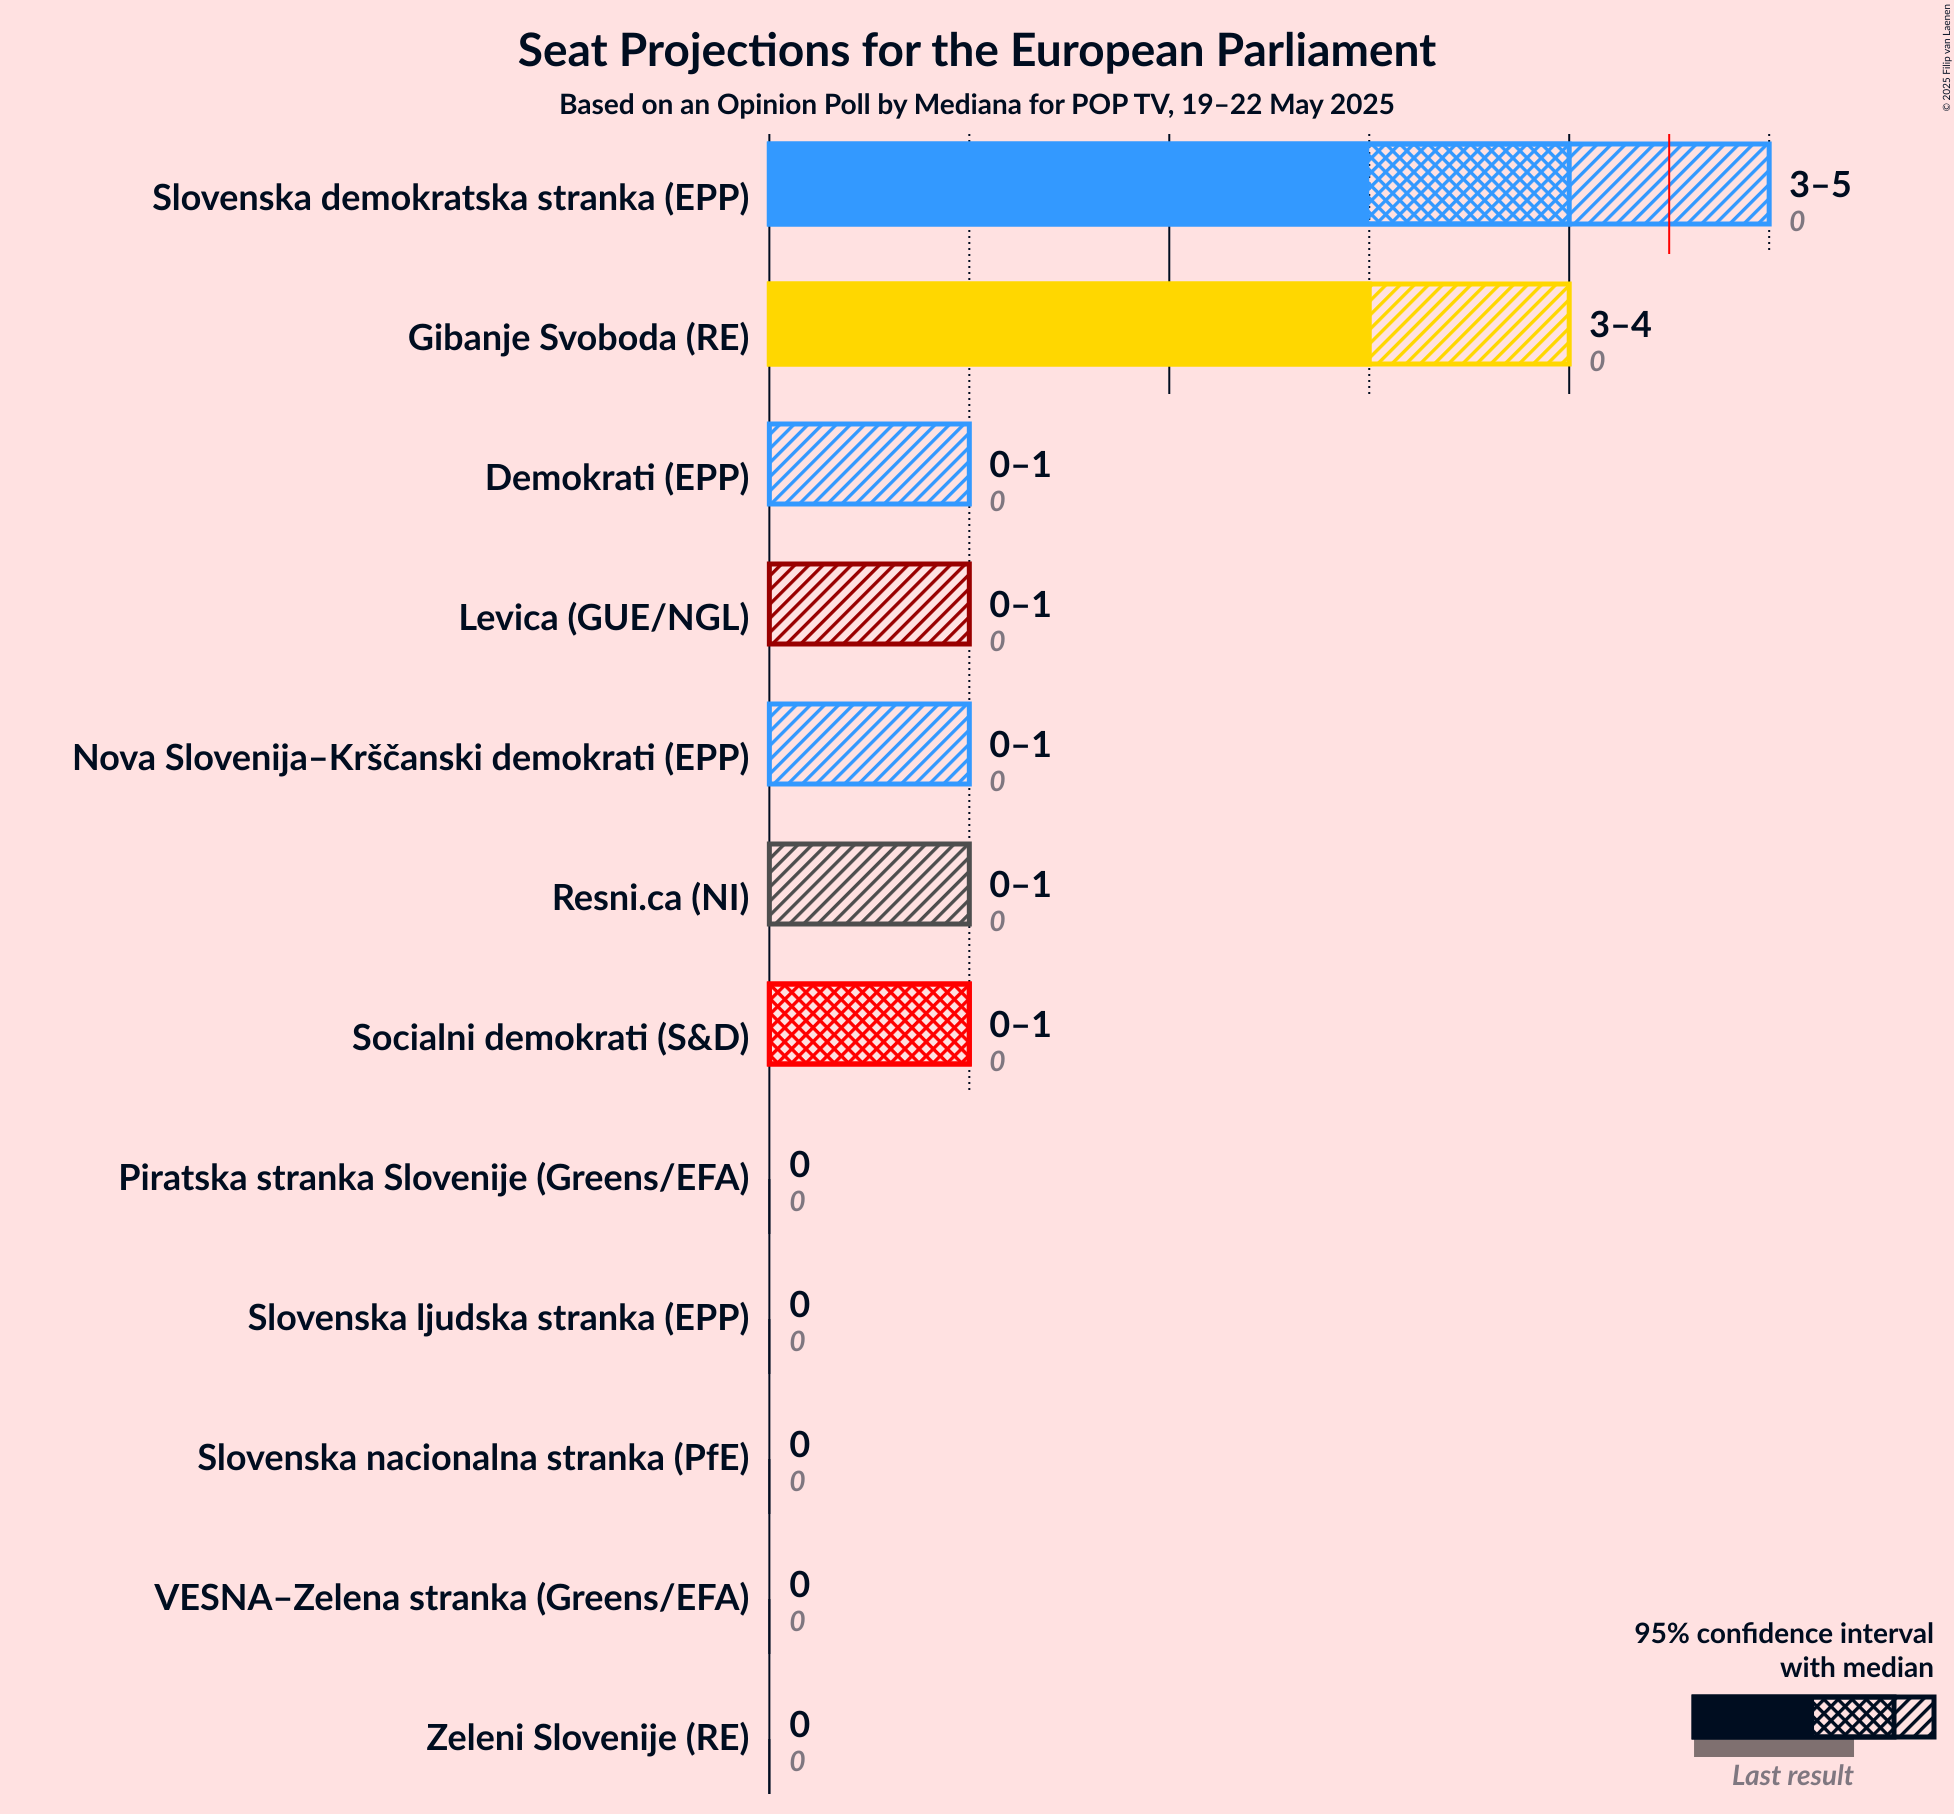 Seat Projections for the European Parliament
Based on an Opinion Poll by Mediana for POP TV, 19–22 May 2025
© 2025 Filip van Laenen
Slovenska demokratska stranka (EPP)
3–5
0
Gibanje Svoboda (RE)
3–4
0
Demokrati (EPP)
0–1
0
Levica (GUE/NGL)
0–1
0
Nova Slovenija–Krščanski demokrati (EPP)
0–1
0
Resni.ca (NI)
0–1
0
Socialni demokrati (S&D)
0–1
0
Piratska stranka Slovenije (Greens/EFA)
0
0
Slovenska ljudska stranka (EPP)
0
0
Slovenska nacionalna stranka (PfE)
0
0
VESNA–Zelena stranka (Greens/EFA)
0
0
Zeleni Slovenije (RE)
0
0
95% confidence interval
with median
Last result